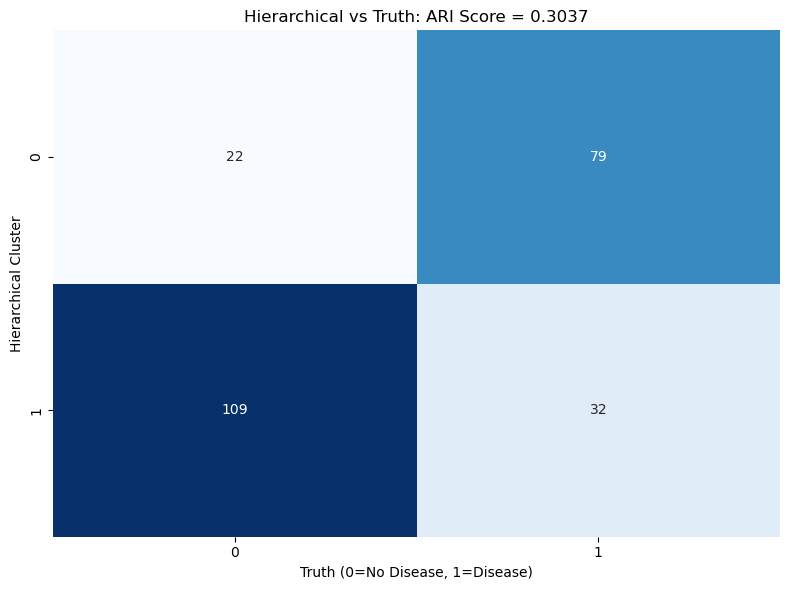 Hierarchical vs Truth: ARI Score = 0.3037
Hierarchical Cluster
0
22
79
1
109
32
0
1
Truth (0=No Disease, 1=Disease)